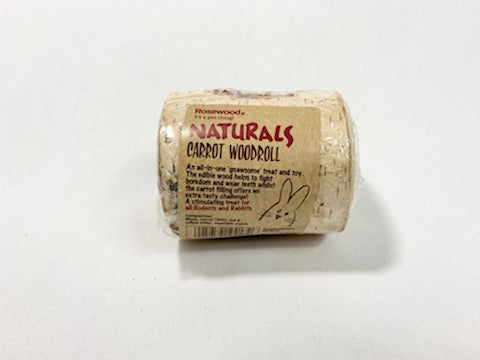 Rosewood
It's a pet thing!
NATURALS
CARROT WOODROLL
An all-in-one 'gnawsome' treat and toy.
The edible wood helps to fight
boredom and wear teeth whilst
the carrot filling offers an
extra tasty challenge!
A stimulating treat for
all Rodents and Rabbits.